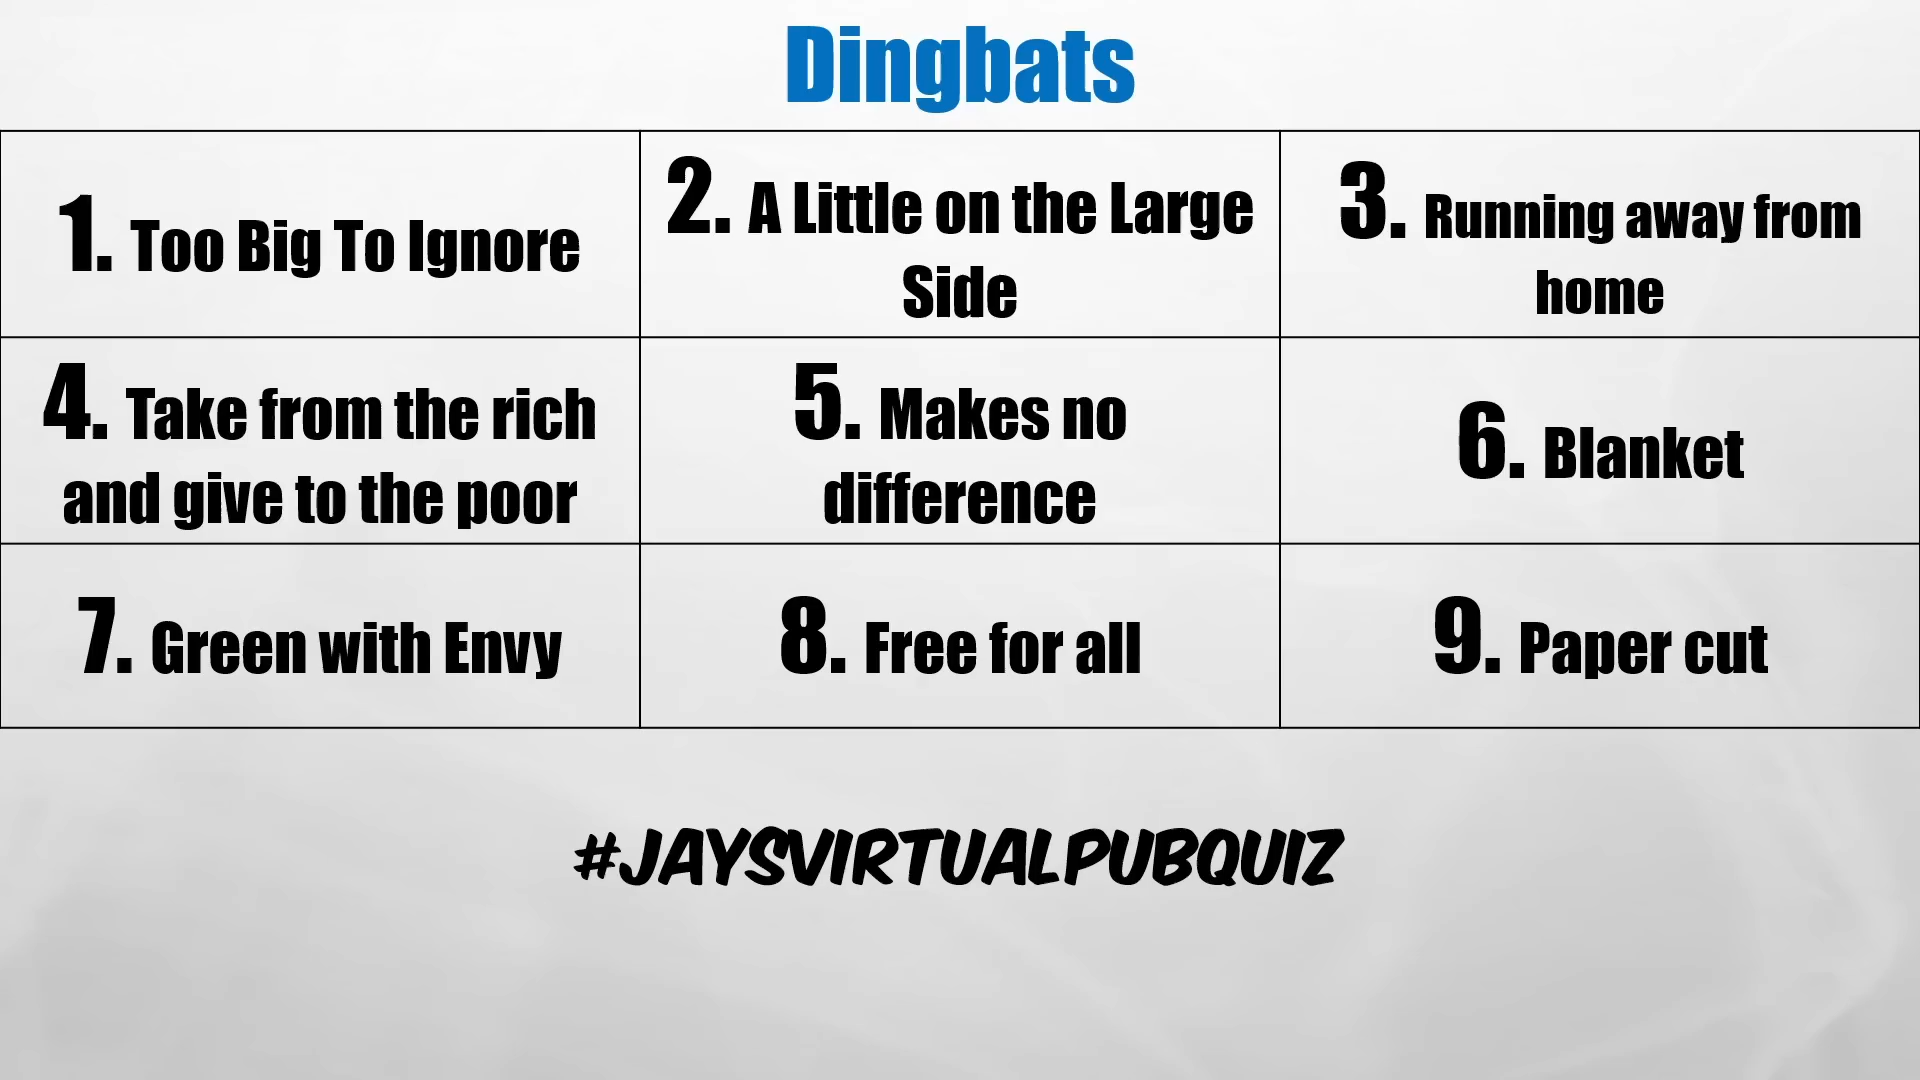 Dingbats
1. Too Big To Ignore
2. A Little on the Large
Side
3. Running away from
home
4. Take from the rich
and give to the poor
5. Makes no
difference
6. Blanket
7. Green with Envy
8. Free for all
9. Paper cut
#JAYSVIRTUALPUBQUIZ